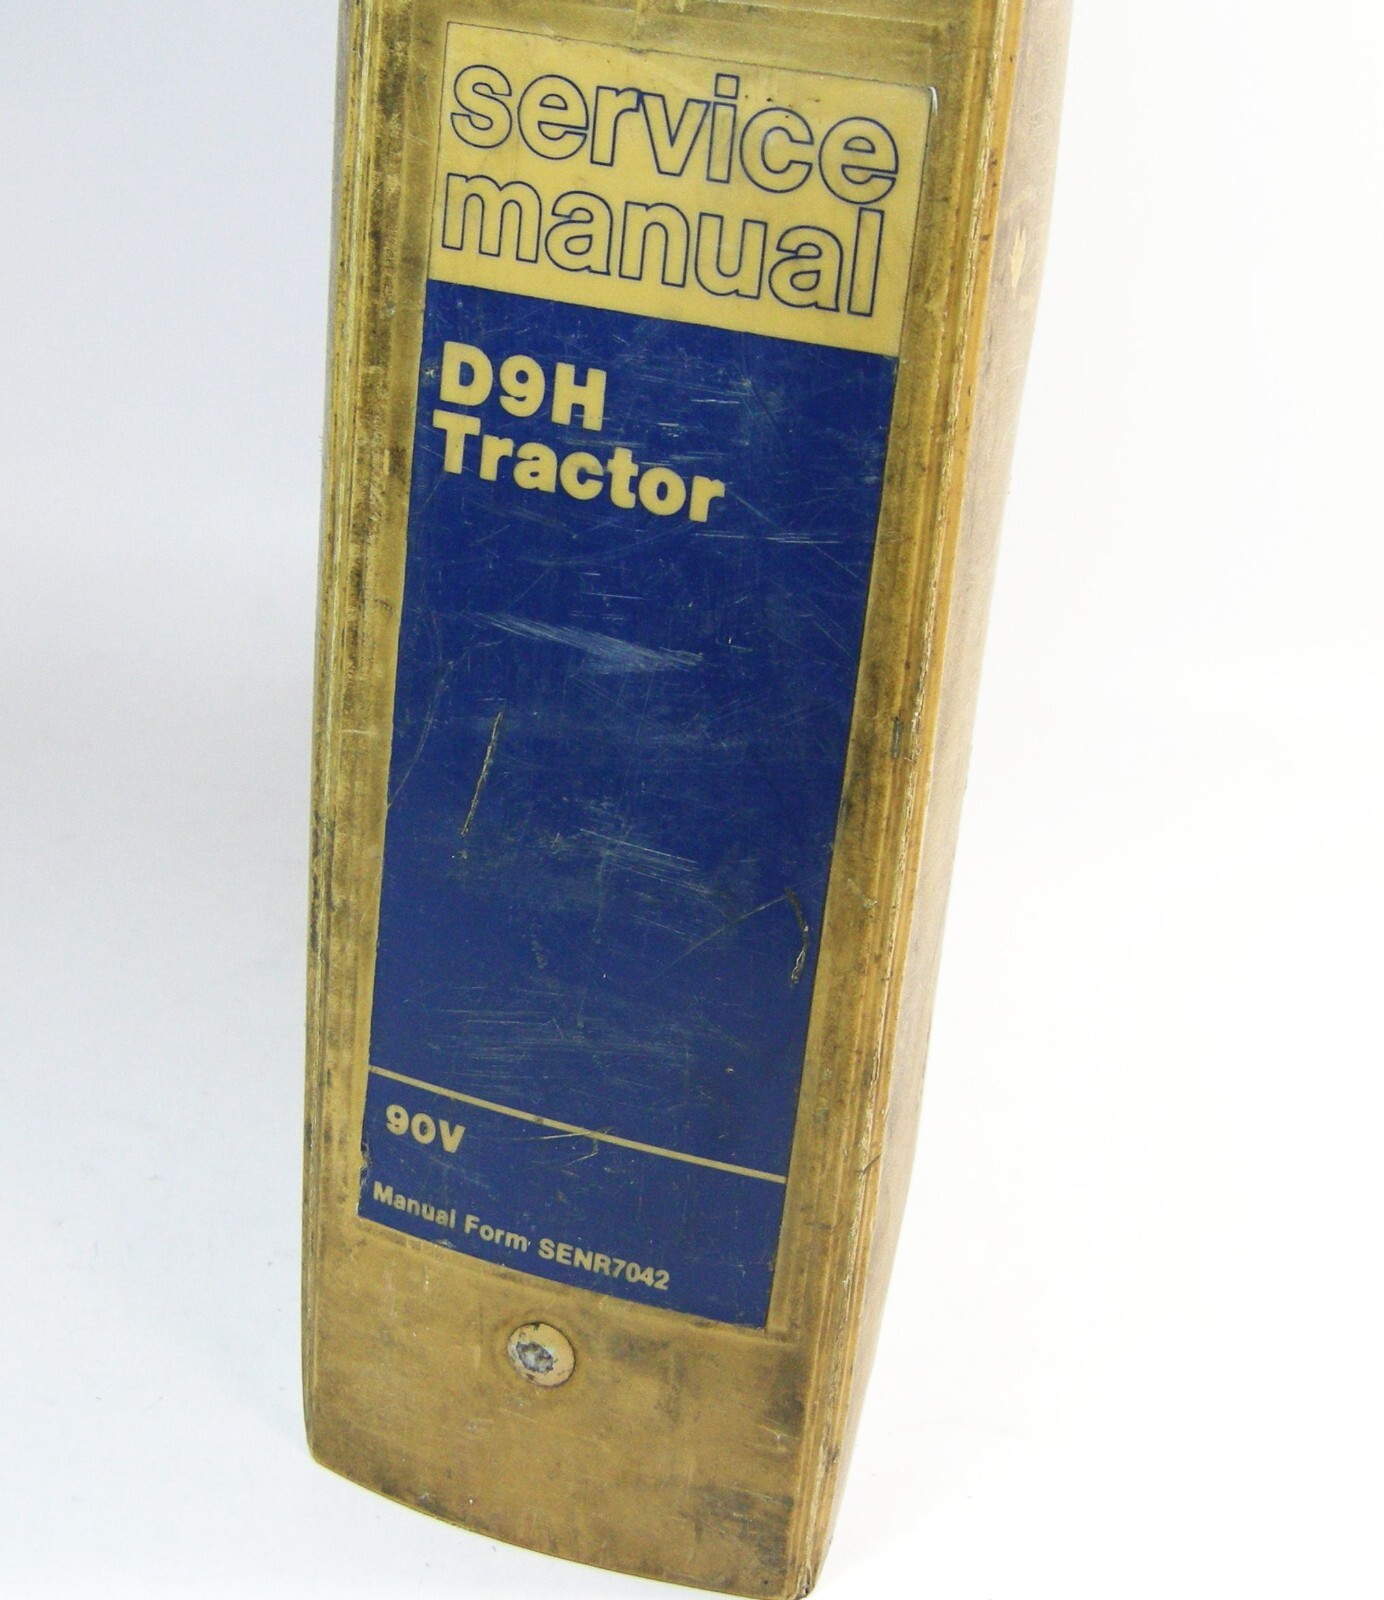 service
manual
D9H
Tractor
90V
Manual Form SENR7042